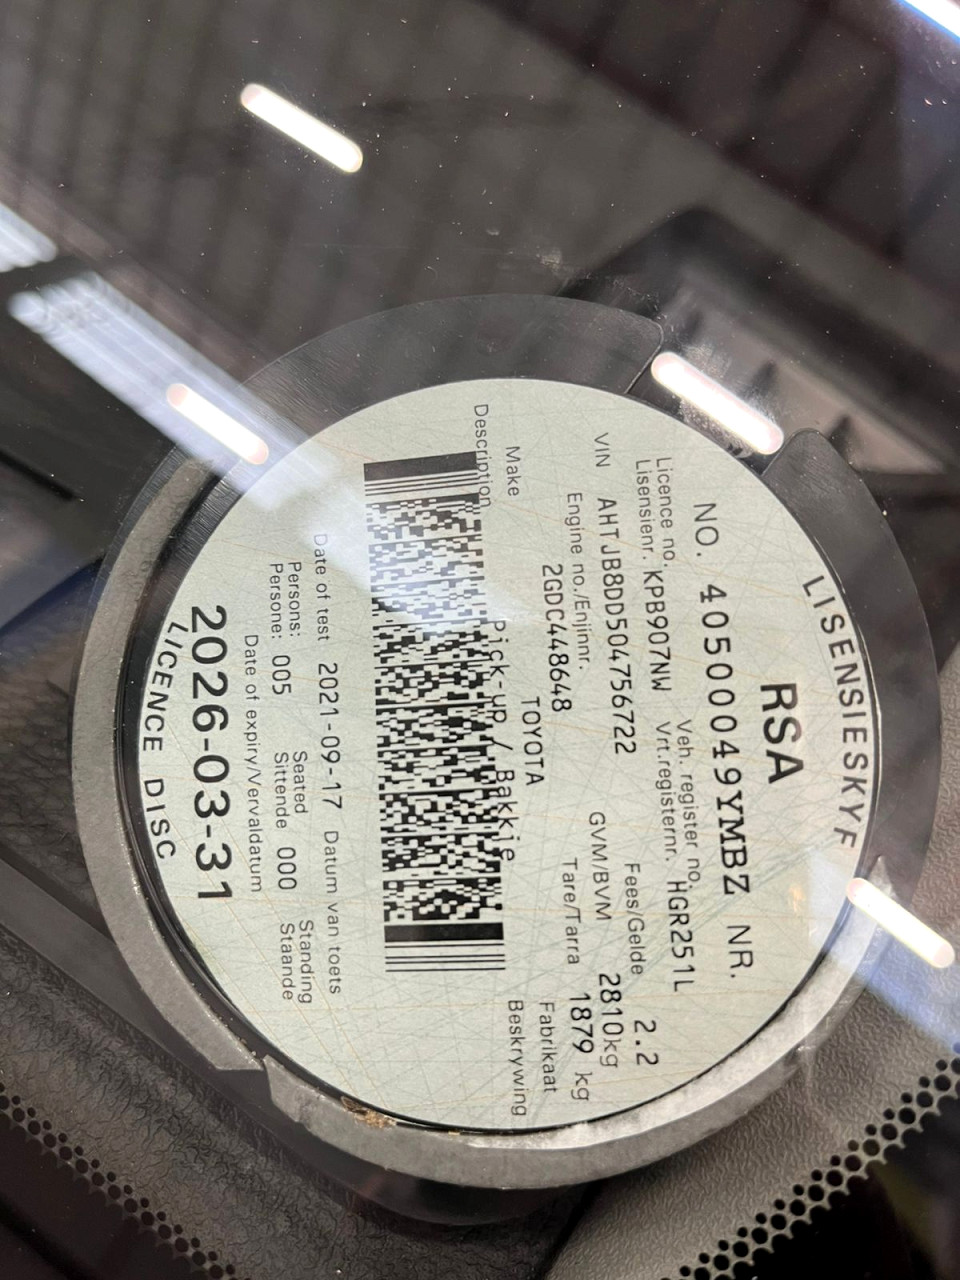 LISENSIESKYF
RSA
NO. 40500049YMBZ NR.
Licence no. Veh. register no.
Lisensienr. KPB907NW Vrt.registernr. HGR251L
VIN AHTJB8DD504756722 Fees/Gelde 2.2
Engine no./Enjinnr. GVM/BVM 2810kg
2GDC448648 Tare/Tarra 1879 kg
Make TOYOTA Fabrikaat
Description Pick-up / Bakkie Beskrywing
Date of test 2021-09-17 Datum van toets
Persons: Seated Standing
Persone: 005 Sittende 000 Staande
Date of expiry/Vervaldatum
2026-03-31
LICENCE DISC